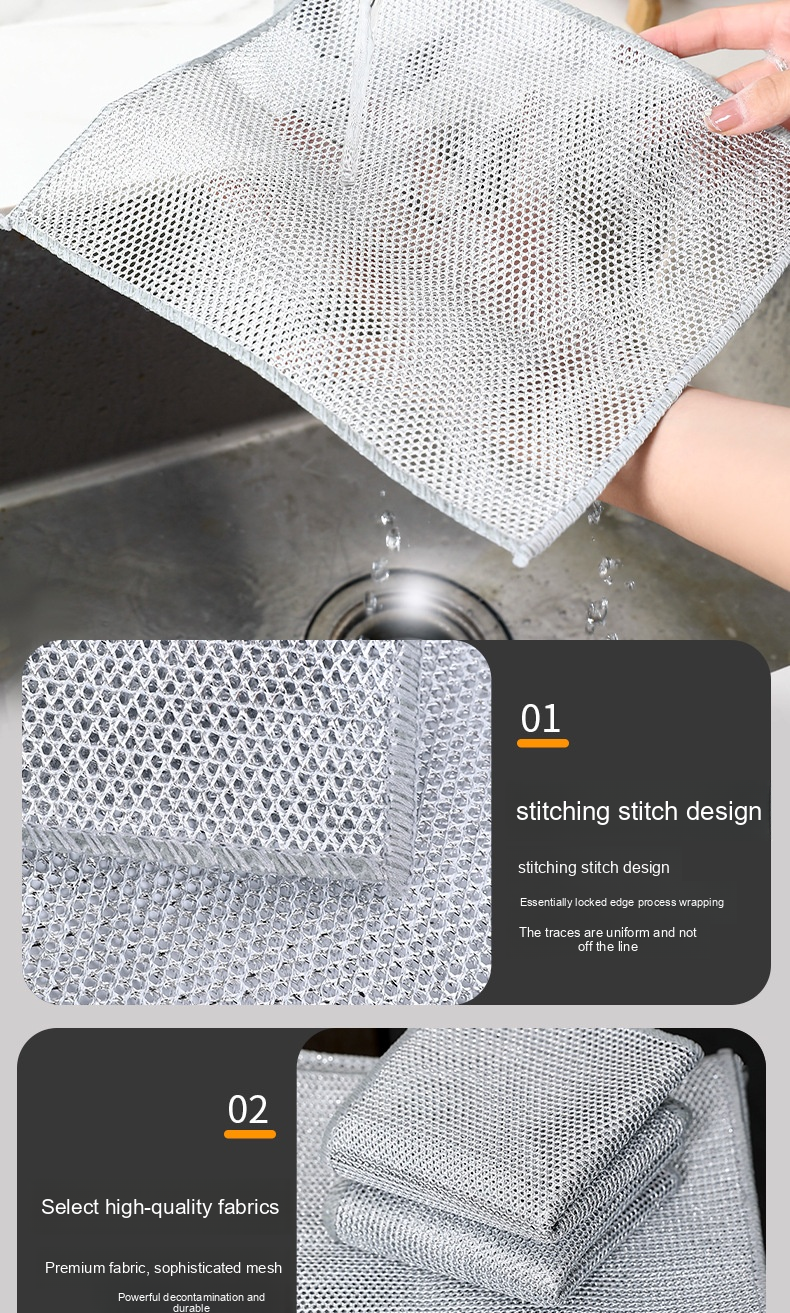 01
stitching stitch design
stitching stitch design
Essentially locked edge process wrapping
The traces are uniform and not
off the line
02
Select high-quality fabrics
Premium fabric, sophisticated mesh
Powerful decontamination and
durable